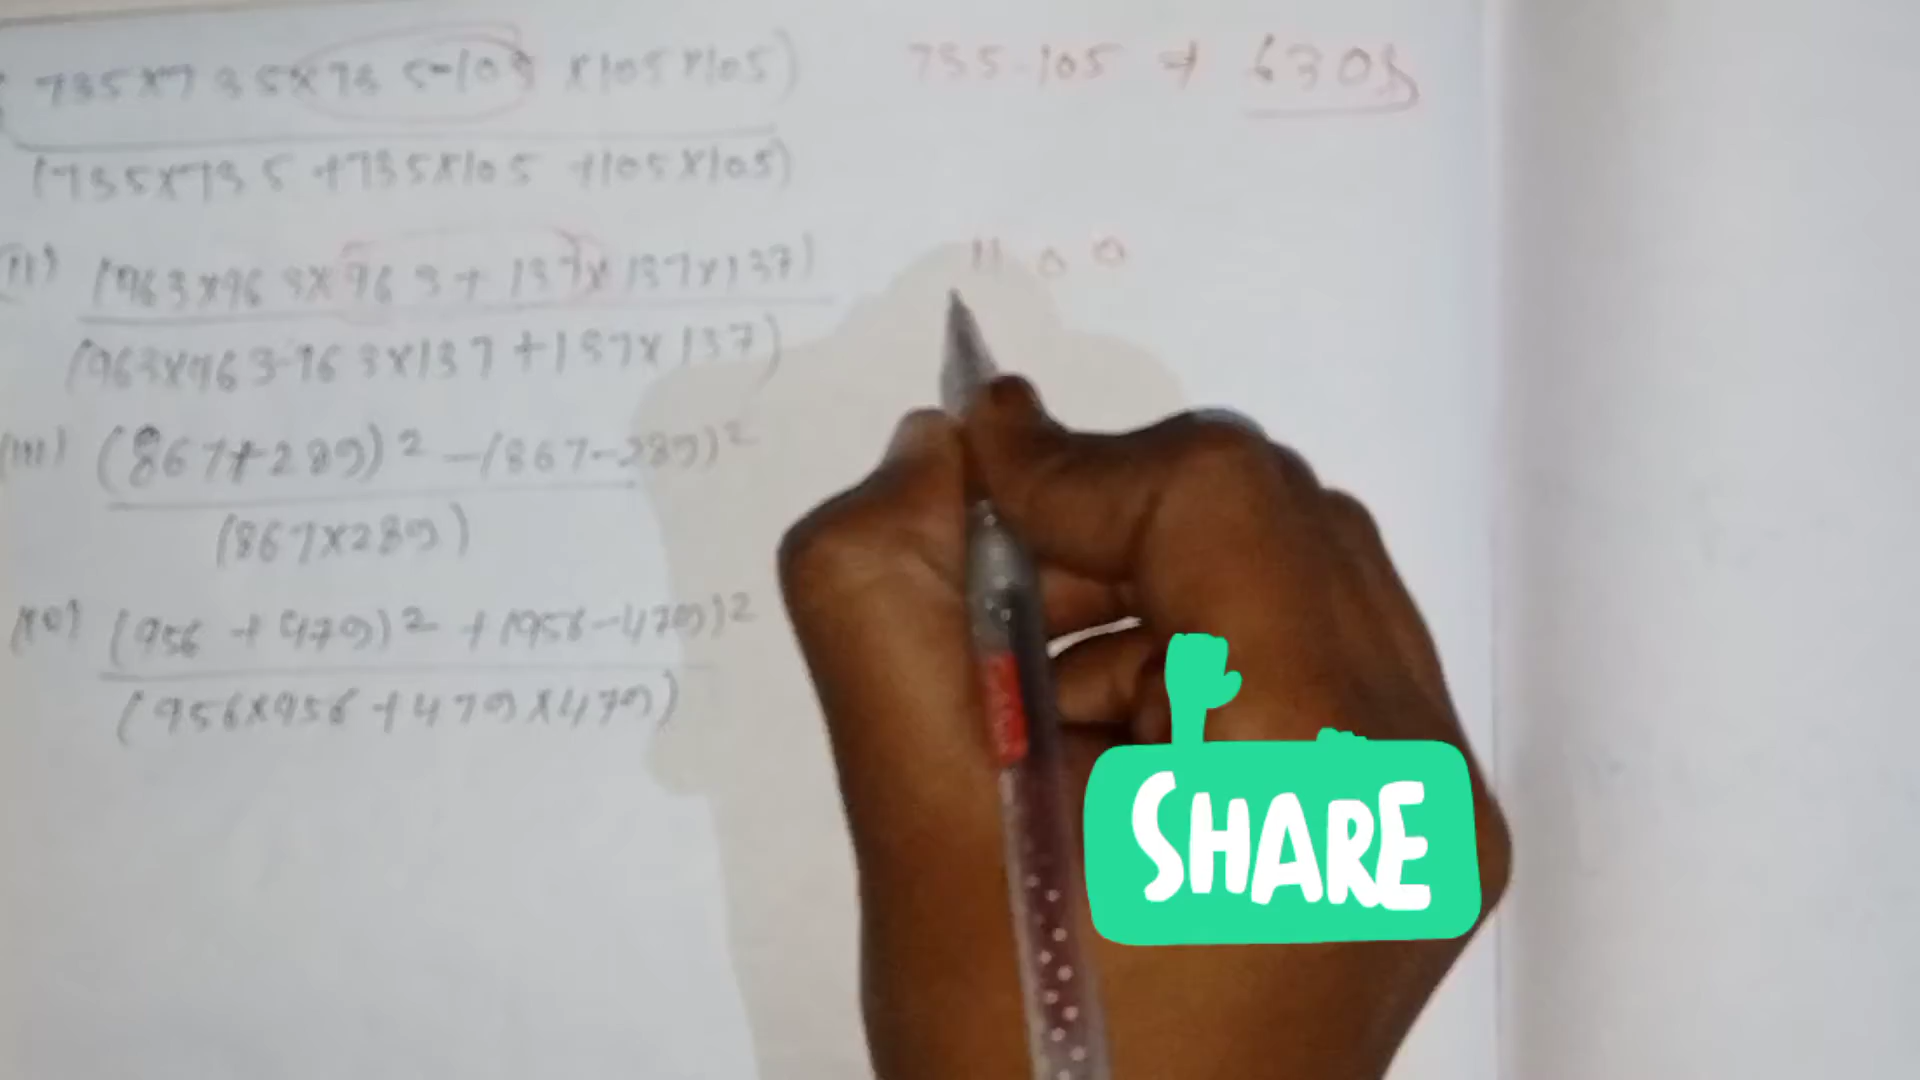 735×735×735-105 ×105×105) 735-105 → 630
(735×735 +735×105 +105×105)
(ii) (963×963×963+ 137×137×137) 1100
(963×963-963×137+137×137)
(iii) (867+289)² -(867-289)²
(867×289)
(956 + 479)² + (956-479)²
(956×956 +479×479)
SHARE